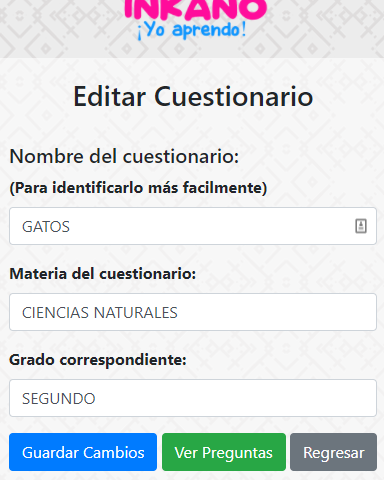 INKANO
¡Yo aprendo!
Editar Cuestionario
Nombre del cuestionario:
(Para identificarlo más facilmente)
GATOS
Materia del cuestionario:
CIENCIAS NATURALES
Grado correspondiente:
SEGUNDO
Guardar Cambios Ver Preguntas Regresar